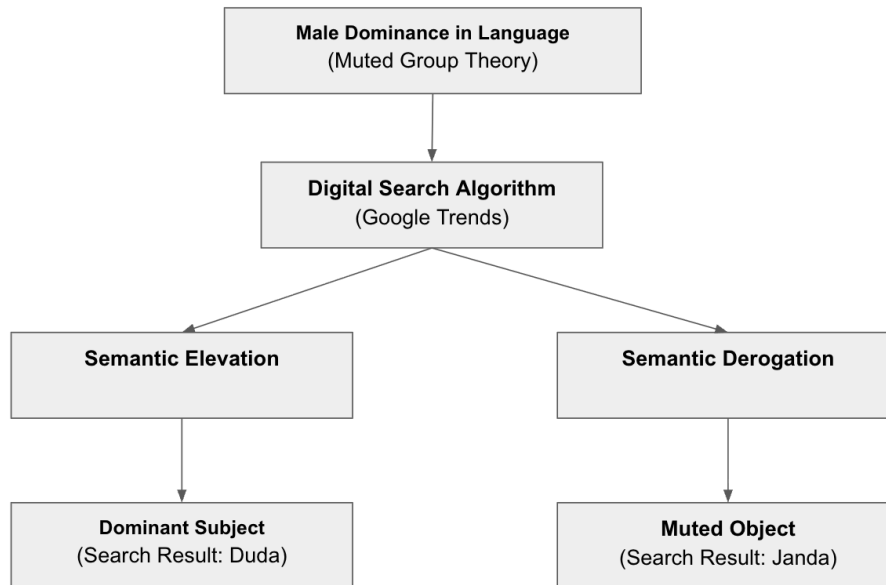 Male Dominance in Language
(Muted Group Theory)
Digital Search Algorithm
(Google Trends)
Semantic Elevation
Semantic Derogation
Dominant Subject
(Search Result: Duda)
Muted Object
(Search Result: Janda)